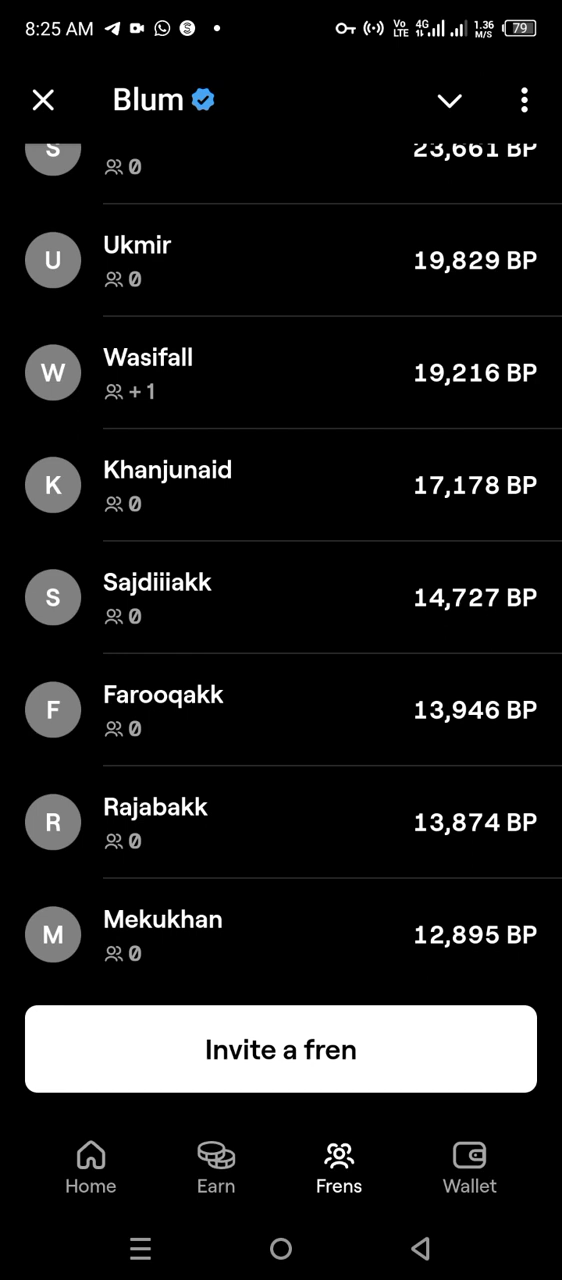 8:25 AM
Vo LTE 4G 1.36 M/S 79
Blum
S 23,661 BP
0
Ukmir
U 19,829 BP
0
Wasifall
W 19,216 BP
+ 1
Khanjunaid
K 17,178 BP
0
Sajdiiiakk
S 14,727 BP
0
Farooqakk
F 13,946 BP
0
Rajabakk
R 13,874 BP
0
Mekukhan
M 12,895 BP
0
Invite a fren
Home Earn Frens Wallet